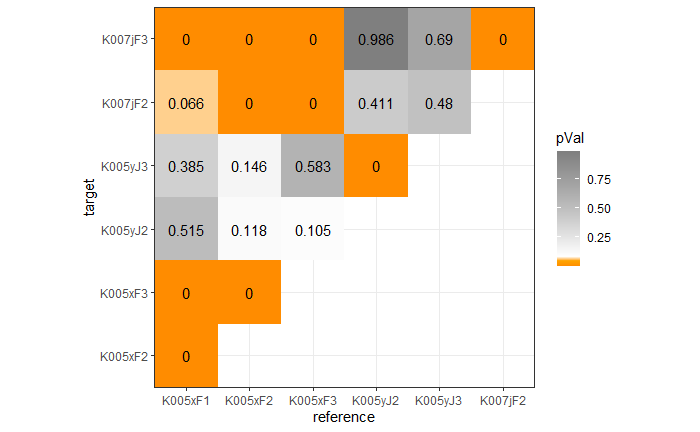 K007jF3 0 0 0 0.986 0.69 0
K007jF2 0.066 0 0 0.411 0.48
K005yJ3 0.385 0.146 0.583 0
K005yJ2 0.515 0.118 0.105
K005xF3 0 0
K005xF2 0
K005xF1 K005xF2 K005xF3 K005yJ2 K005yJ3 K007jF2
reference
target
pVal
0.75
0.50
0.25